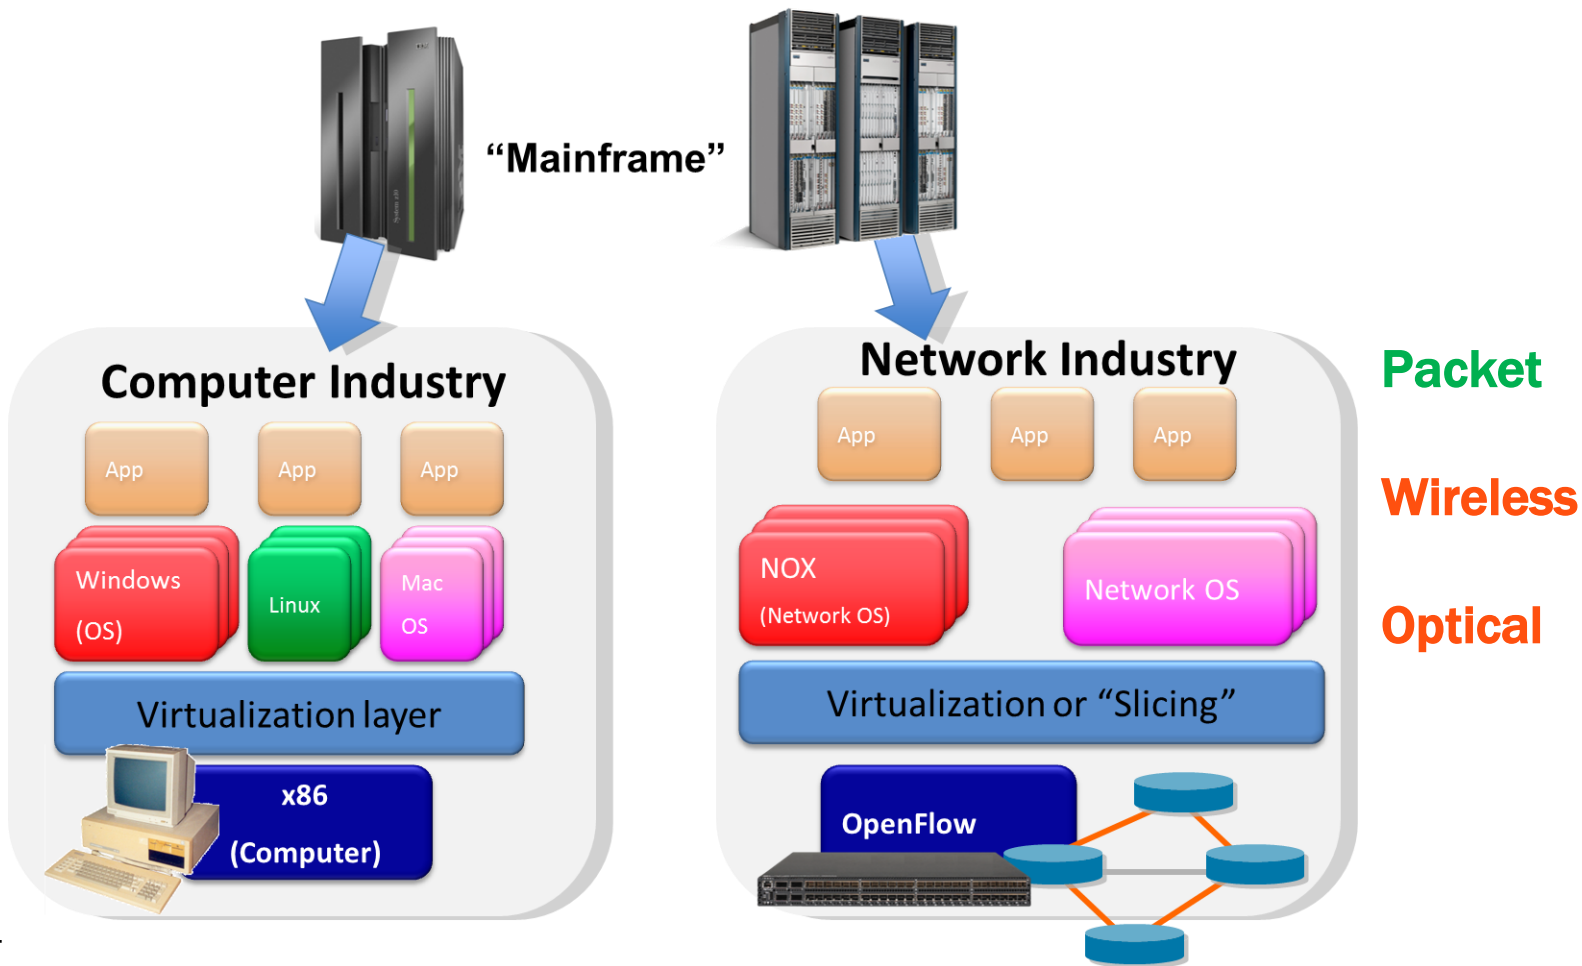 “Mainframe”
Computer Industry
App
App
App
Windows
(OS)
Linux
Mac
OS
Virtualization layer
x86
(Computer)
Network Industry
App
App
App
NOX
(Network OS)
Network OS
Virtualization or “Slicing”
OpenFlow
Packet
Wireless
Optical